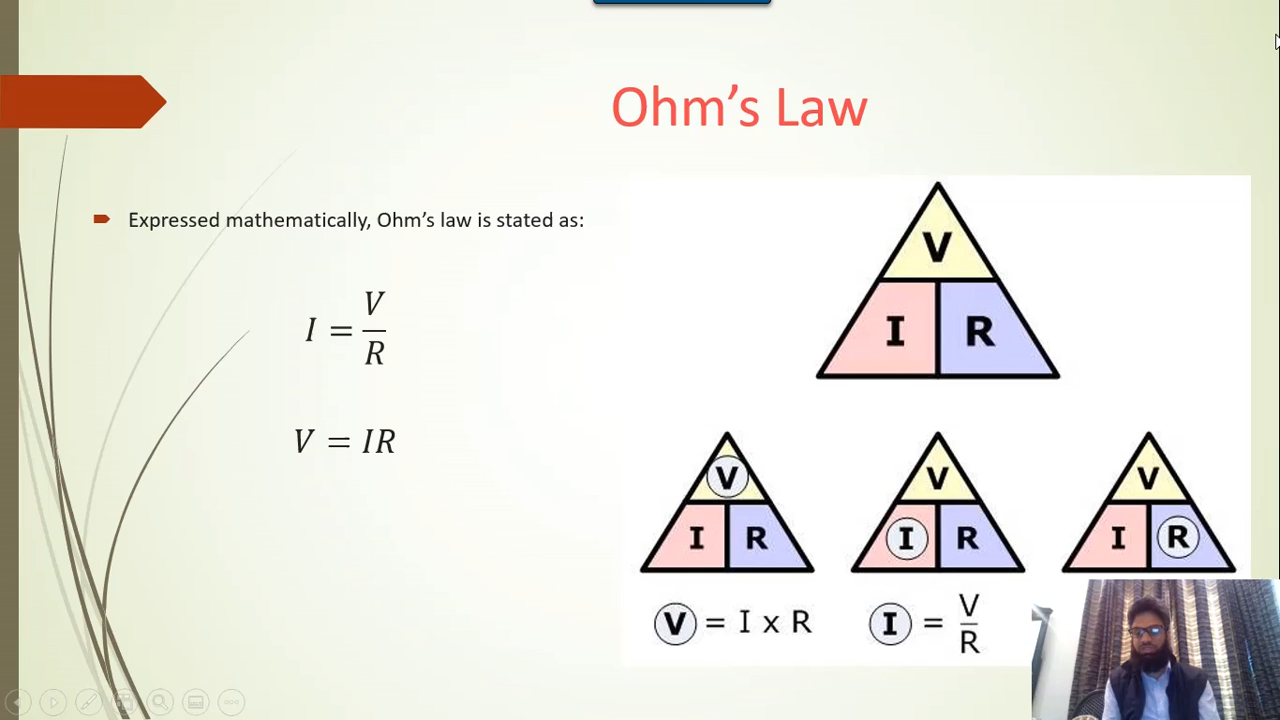 Ohm's Law
Expressed mathematically, Ohm's law is stated as:
I = V/R
V = IR
V
I R
V V V
I R I R I R
V = I x R I = V/R